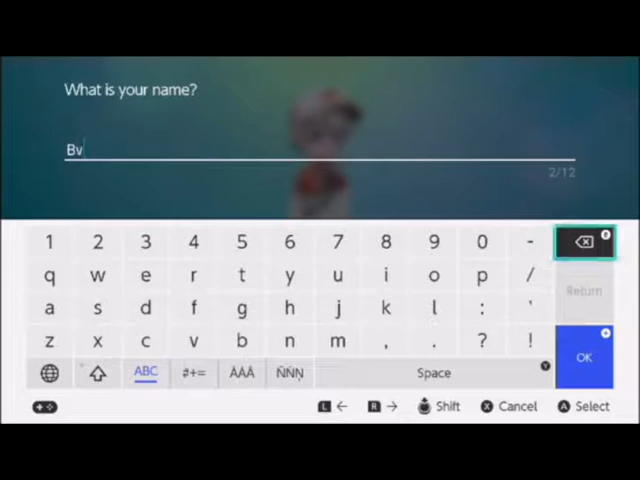 What is your name?
Bv
2/12
1 2 3 4 5 6 7 8 9 0 - B
q w e r t y u i o p / Return
a s d f g h j k l : '
z x c v b n m , . ? ! + OK
ABC #+= ÀÁÂ ÑŃŅ Space Y
L ← R → Shift X Cancel A Select